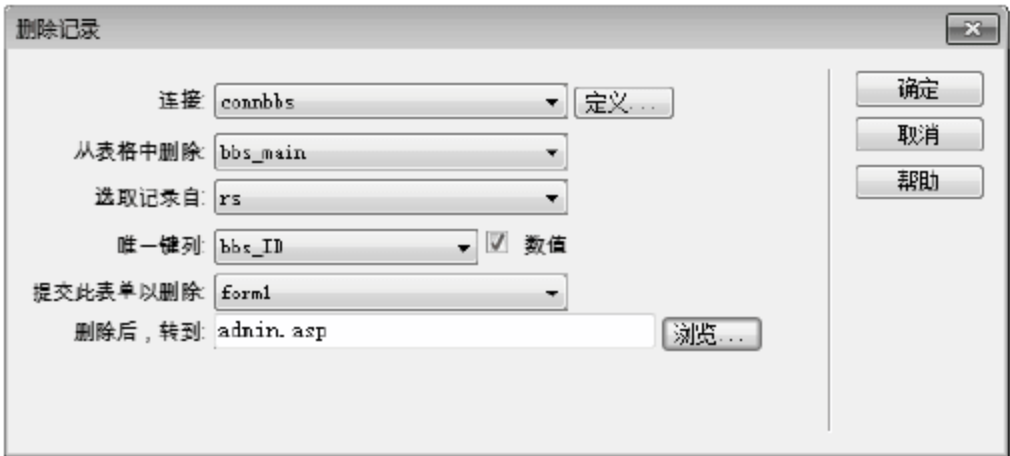 删除记录
连接: connbbs 定义... 确定
从表格中删除: bbs_main 取消
选取记录自: rs 帮助
唯一键列: bbs_ID 数值
提交此表单以删除: form1
删除后，转到: admin.asp 浏览...